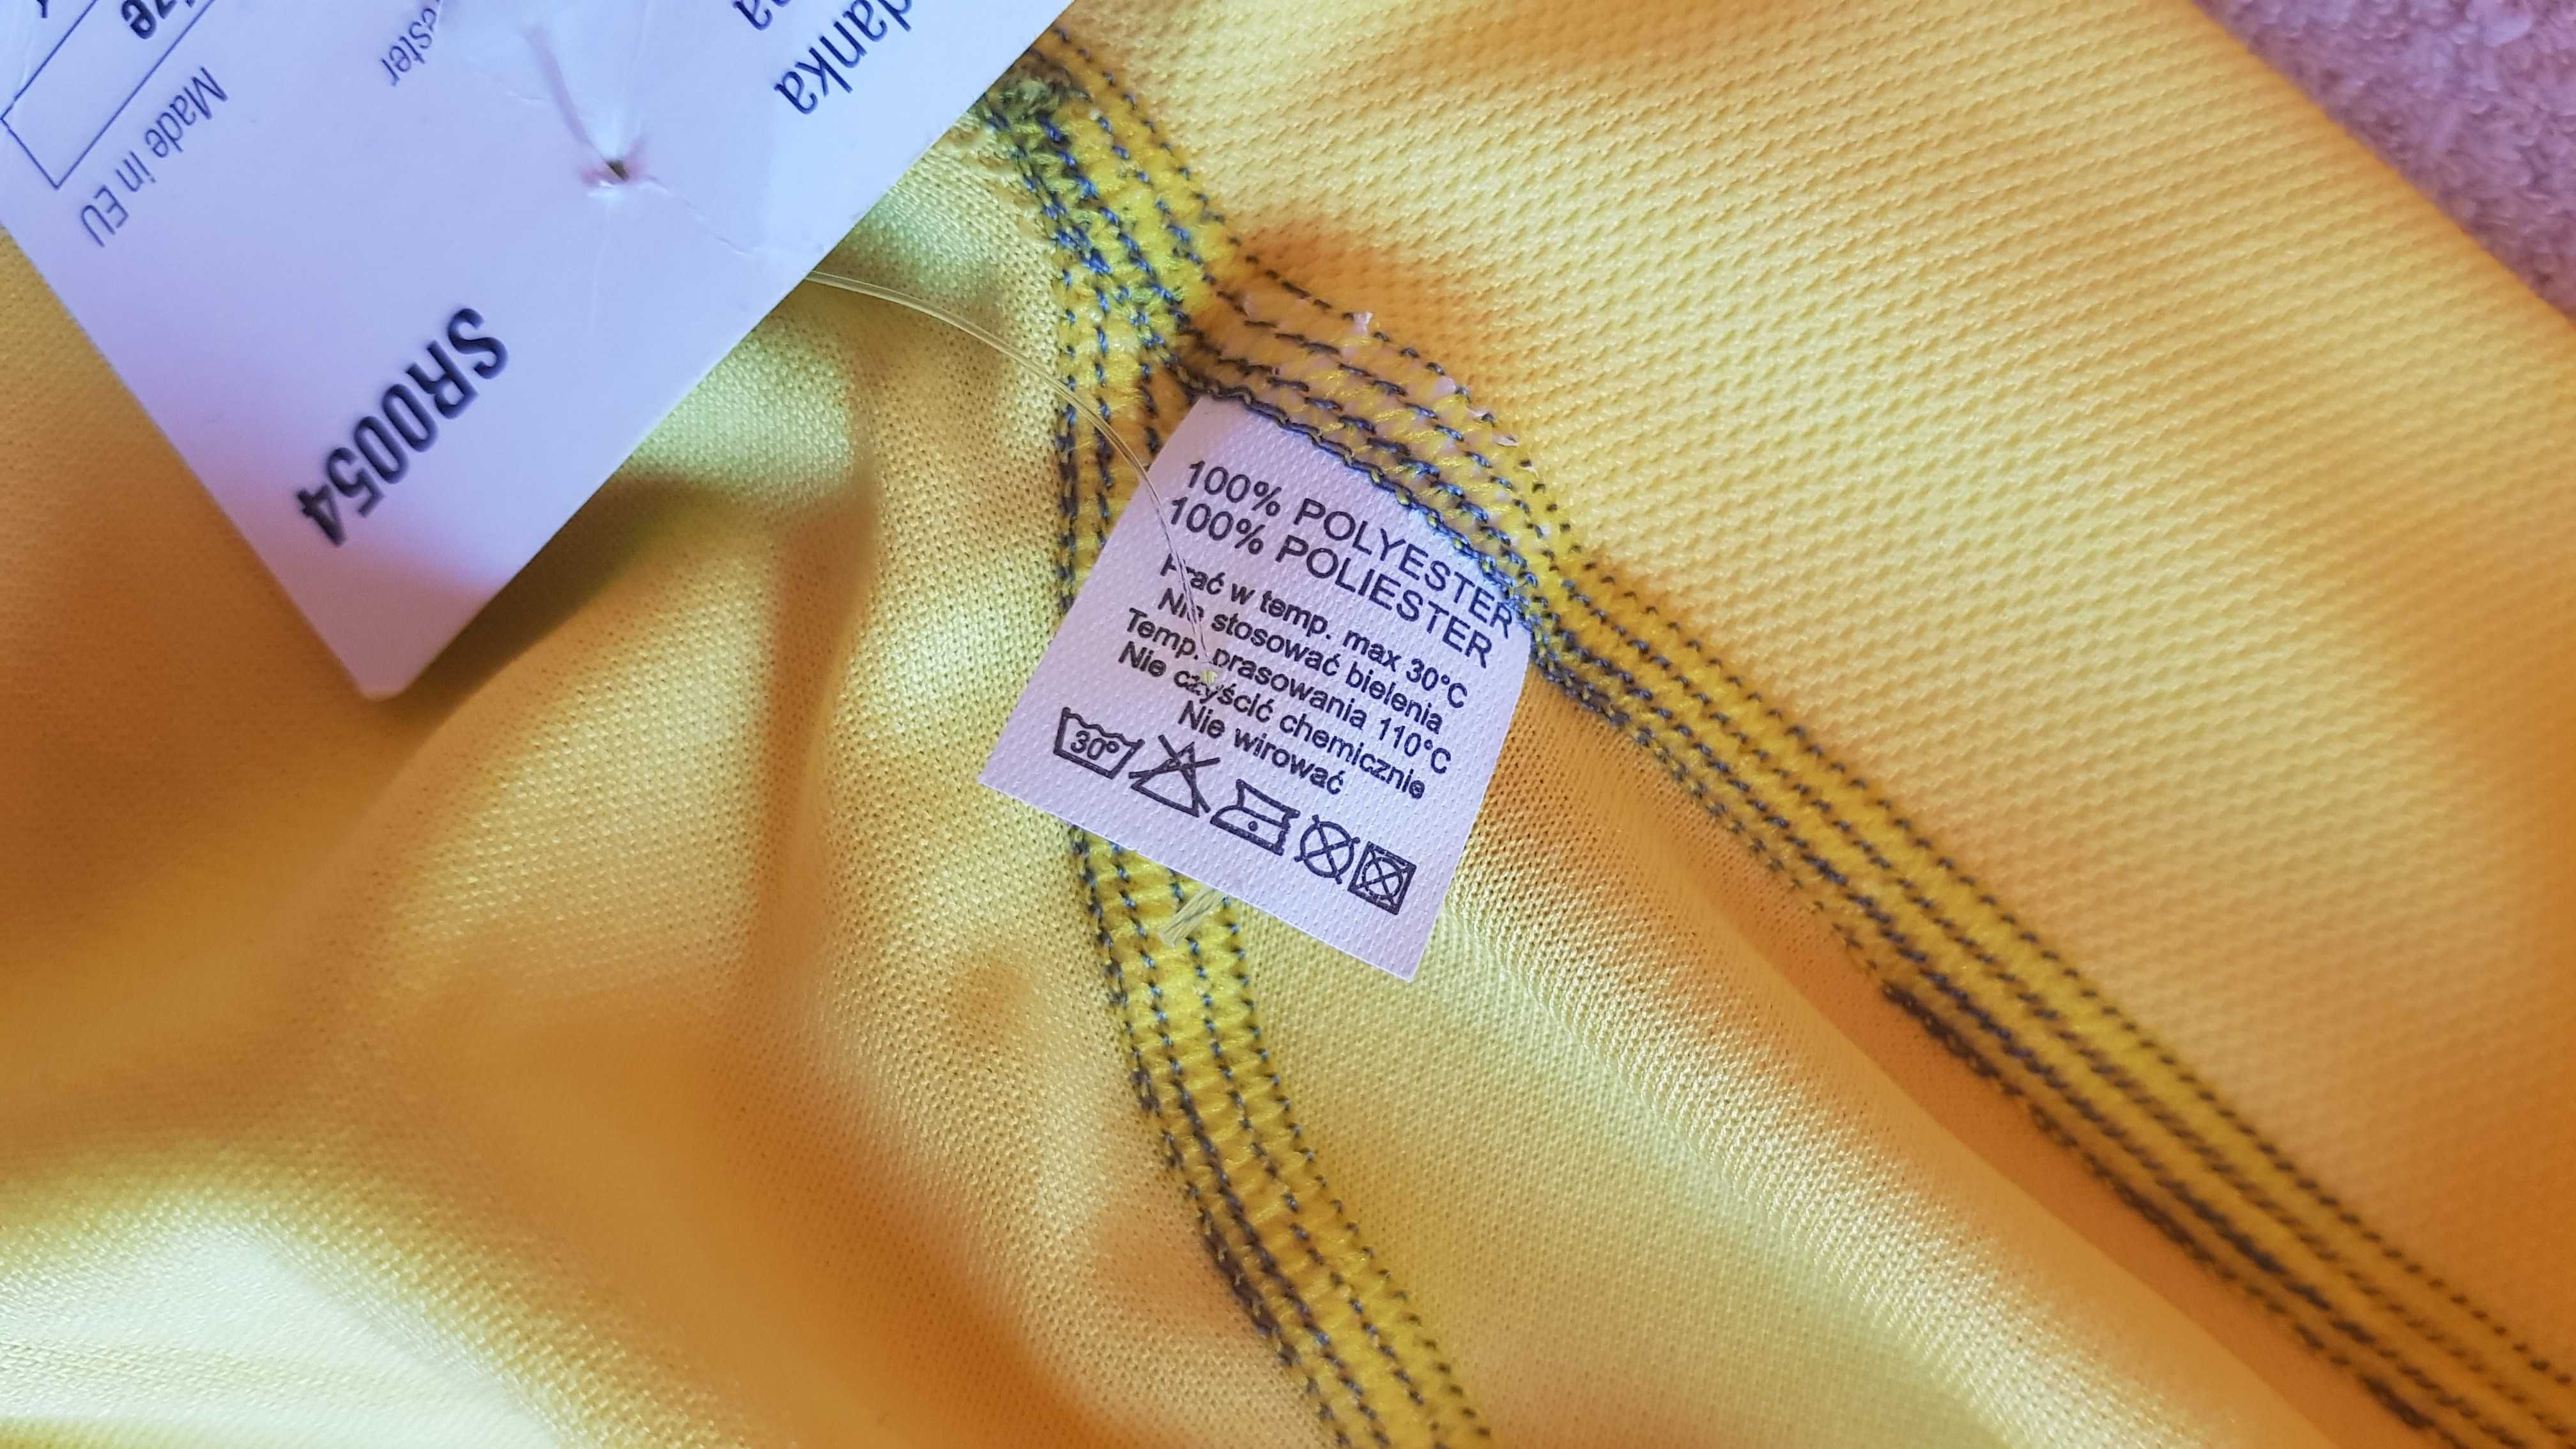 danka
Made in EU
SR0054
100% POLYESTER
100% POLIESTER
Prać w temp. max 30°C
Nie stosować bielenia
Temp. prasowania 110°C
Nie czyścić chemicznie
Nie wirować
30°